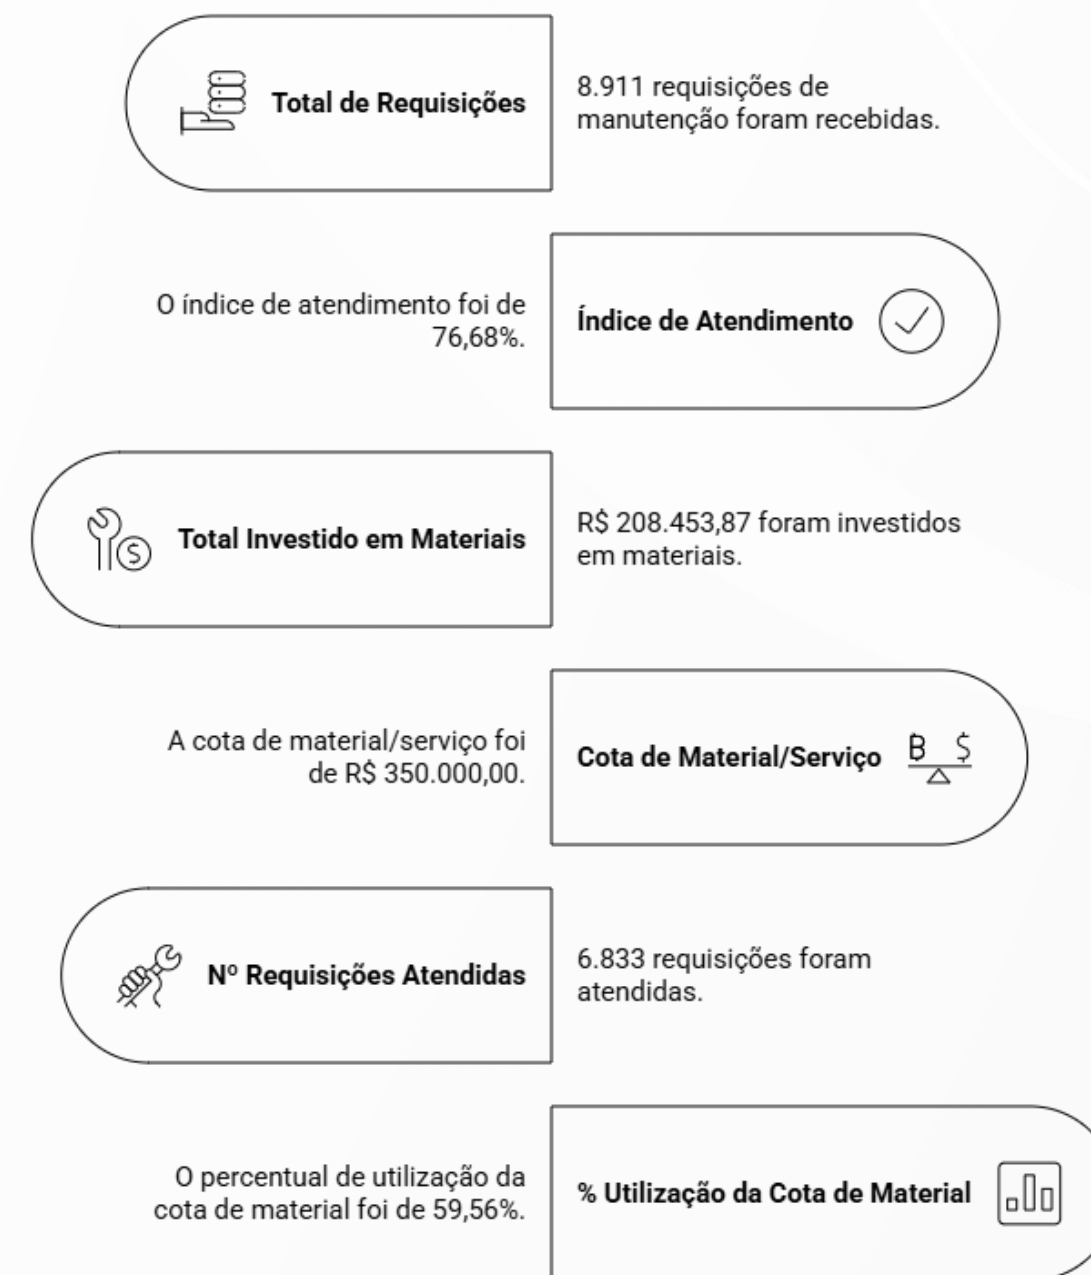 Total de Requisições
8.911 requisições de
manutenção foram recebidas.
O índice de atendimento foi de
76,68%.
Índice de Atendimento
Total Investido em Materiais
R$ 208.453,87 foram investidos
em materiais.
A cota de material/serviço foi
de R$ 350.000,00.
Cota de Material/Serviço
B $
Nº Requisições Atendidas
6.833 requisições foram
atendidas.
O percentual de utilização da
cota de material foi de 59,56%.
% Utilização da Cota de Material